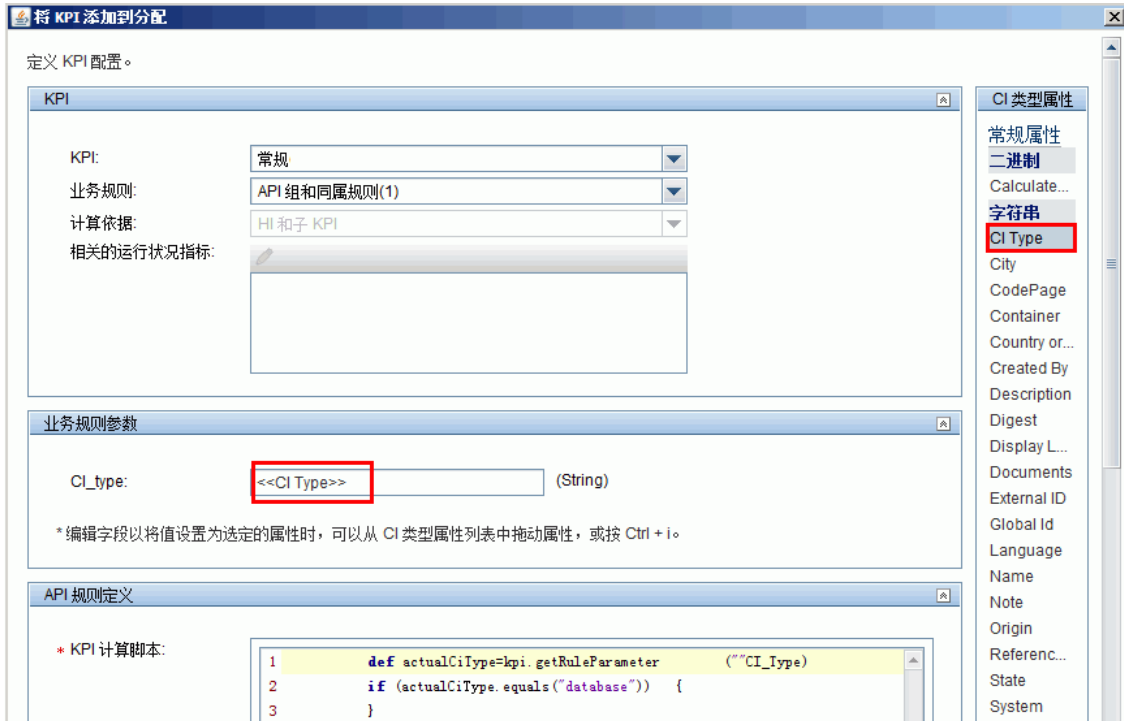 将 KPI 添加到分配
定义 KPI 配置。
KPI
KPI:
常规
业务规则:
API 组和同属规则(1)
计算依据:
HI 和子 KPI
相关的运行状况指标:
业务规则参数
CI_type:
<<CI Type>>
(String)
*编辑字段以将值设置为选定的属性时，可以从 CI 类型属性列表中拖动属性，或按 Ctrl + i。
API 规则定义
* KPI 计算脚本:
1 def actualCiType=kpi.getRuleParameter (""CI_Type)
2 if (actualCiType.equals("database")) {
3 }
CI 类型属性
常规属性
二进制
Calculate...
字符串
CI Type
City
CodePage
Container
Country or...
Created By
Description
Digest
Display L...
Documents
External ID
Global Id
Language
Name
Note
Origin
Referenc...
State
System